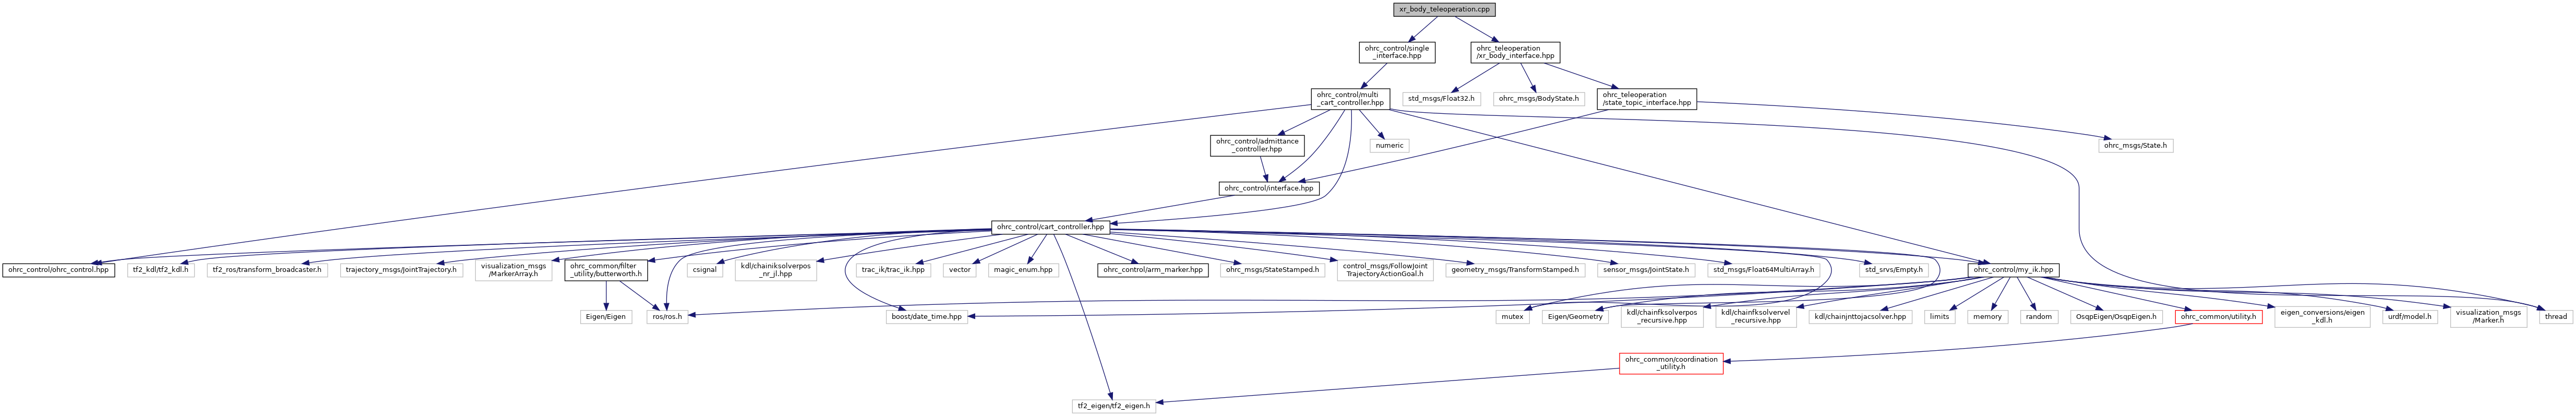 xr_body_teleoperation.cpp
ohrc_control/single
_interface.hpp
ohrc_teleoperation
/xr_body_interface.hpp
ohrc_control/multi
_cart_controller.hpp
std_msgs/Float32.h
ohrc_msgs/BodyState.h
ohrc_teleoperation
/state_topic_interface.hpp
ohrc_control/admittance
_controller.hpp
numeric
ohrc_msgs/State.h
ohrc_control/interface.hpp
ohrc_control/cart_controller.hpp
ohrc_control/ohrc_control.hpp
tf2_kdl/tf2_kdl.h
tf2_ros/transform_broadcaster.h
trajectory_msgs/JointTrajectory.h
visualization_msgs
/MarkerArray.h
ohrc_common/filter
_utility/butterworth.h
csignal
kdl/chainiksolverpos
_nr_jl.hpp
trac_ik/trac_ik.hpp
vector
magic_enum.hpp
ohrc_control/arm_marker.hpp
ohrc_msgs/StateStamped.h
control_msgs/FollowJoint
TrajectoryActionGoal.h
geometry_msgs/TransformStamped.h
sensor_msgs/JointState.h
std_msgs/Float64MultiArray.h
std_srvs/Empty.h
ohrc_control/my_ik.hpp
Eigen/Eigen
ros/ros.h
boost/date_time.hpp
mutex
Eigen/Geometry
kdl/chainfksolverpos
_recursive.hpp
kdl/chainfksolvervel
_recursive.hpp
kdl/chainjnttojacsolver.hpp
limits
memory
random
OsqpEigen/OsqpEigen.h
ohrc_common/utility.h
eigen_conversions/eigen
_kdl.h
urdf/model.h
visualization_msgs
/Marker.h
thread
ohrc_common/coordination
_utility.h
tf2_eigen/tf2_eigen.h